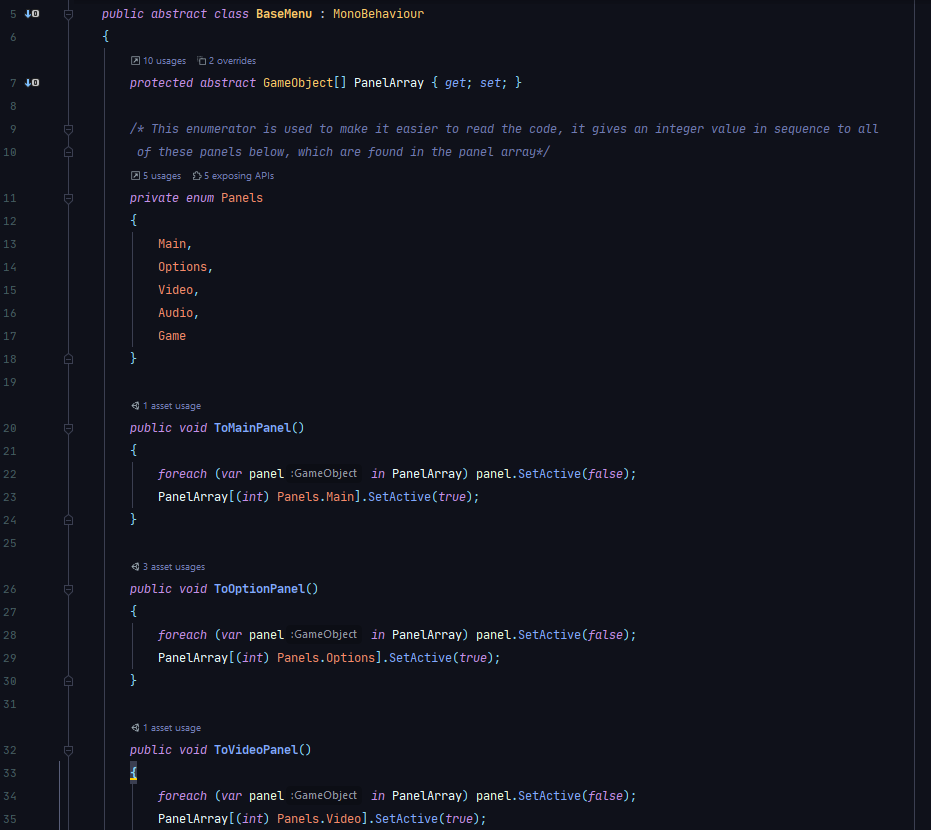 5 public abstract class BaseMenu : MonoBehaviour
6 {
10 usages 2 overrides
7 protected abstract GameObject[] PanelArray { get; set; }
8
9 /* This enumerator is used to make it easier to read the code, it gives an integer value in sequence to all
10 of these panels below, which are found in the panel array*/
5 usages 5 exposing APIs
11 private enum Panels
12 {
13 Main,
14 Options,
15 Video,
16 Audio,
17 Game
18 }
19
1 asset usage
20 public void ToMainPanel()
21 {
22 foreach (var panel :GameObject in PanelArray) panel.SetActive(false);
23 PanelArray[(int) Panels.Main].SetActive(true);
24 }
25
3 asset usages
26 public void ToOptionPanel()
27 {
28 foreach (var panel :GameObject in PanelArray) panel.SetActive(false);
29 PanelArray[(int) Panels.Options].SetActive(true);
30 }
31
1 asset usage
32 public void ToVideoPanel()
33 {
34 foreach (var panel :GameObject in PanelArray) panel.SetActive(false);
35 PanelArray[(int) Panels.Video].SetActive(true);